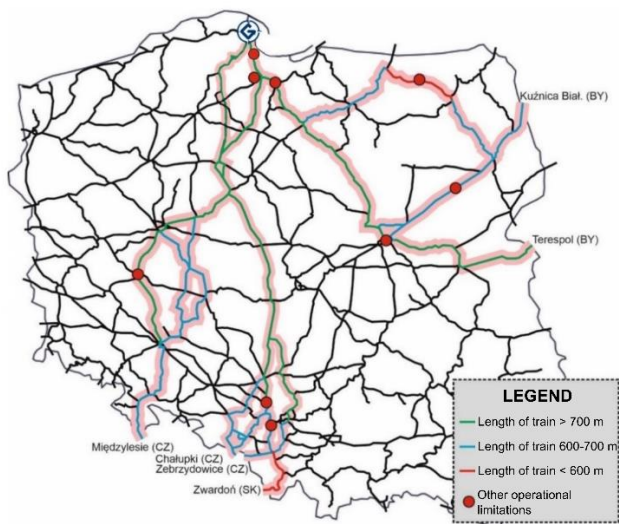 G
Kuźnica Biał. (BY)
Terespol (BY)
LEGEND
Length of train > 700 m
Length of train 600-700 m
Length of train < 600 m
Other operational
limitations
Międzylesie (CZ)
Chałupki (CZ)
Zebrzydowice (CZ)
Zwardoń (SK)